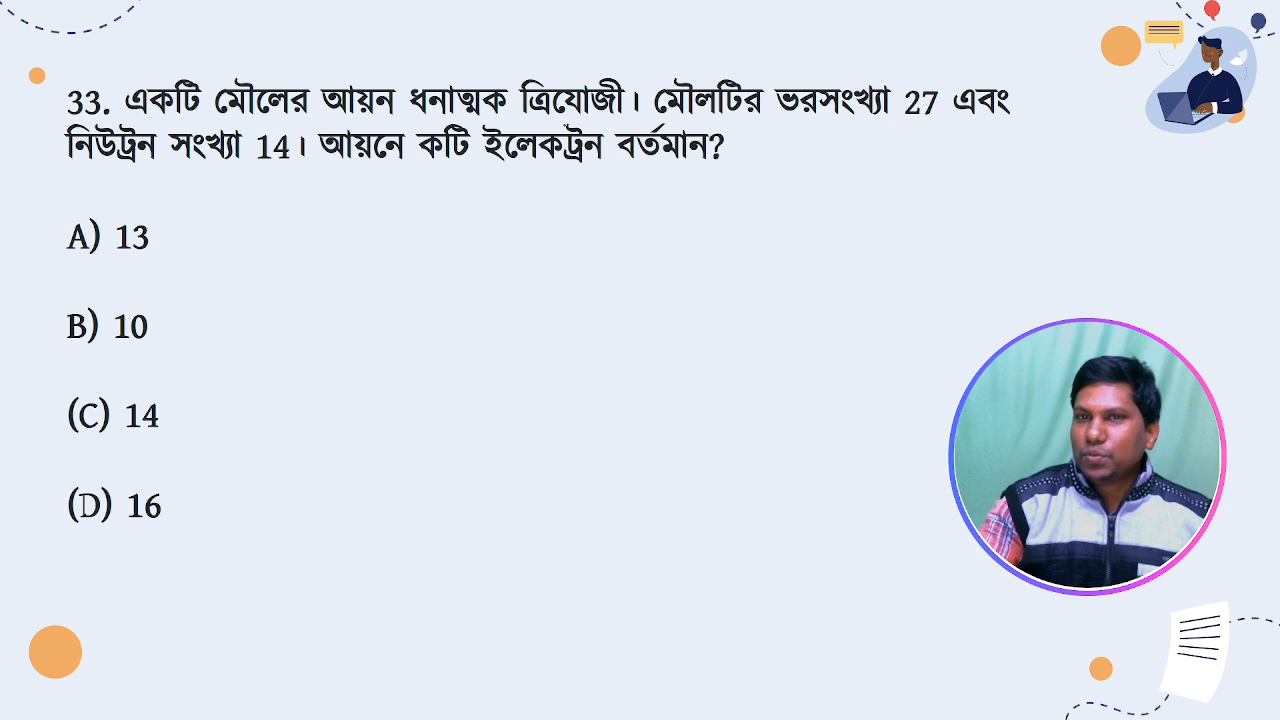 33. একটি মৌলের আয়ন ধনাত্মক ত্রিযোজী। মৌলটির ভরসংখ্যা 27 এবং
নিউট্রন সংখ্যা 14। আয়নে কটি ইলেকট্রন বর্তমান?
A) 13
B) 10
(C) 14
(D) 16